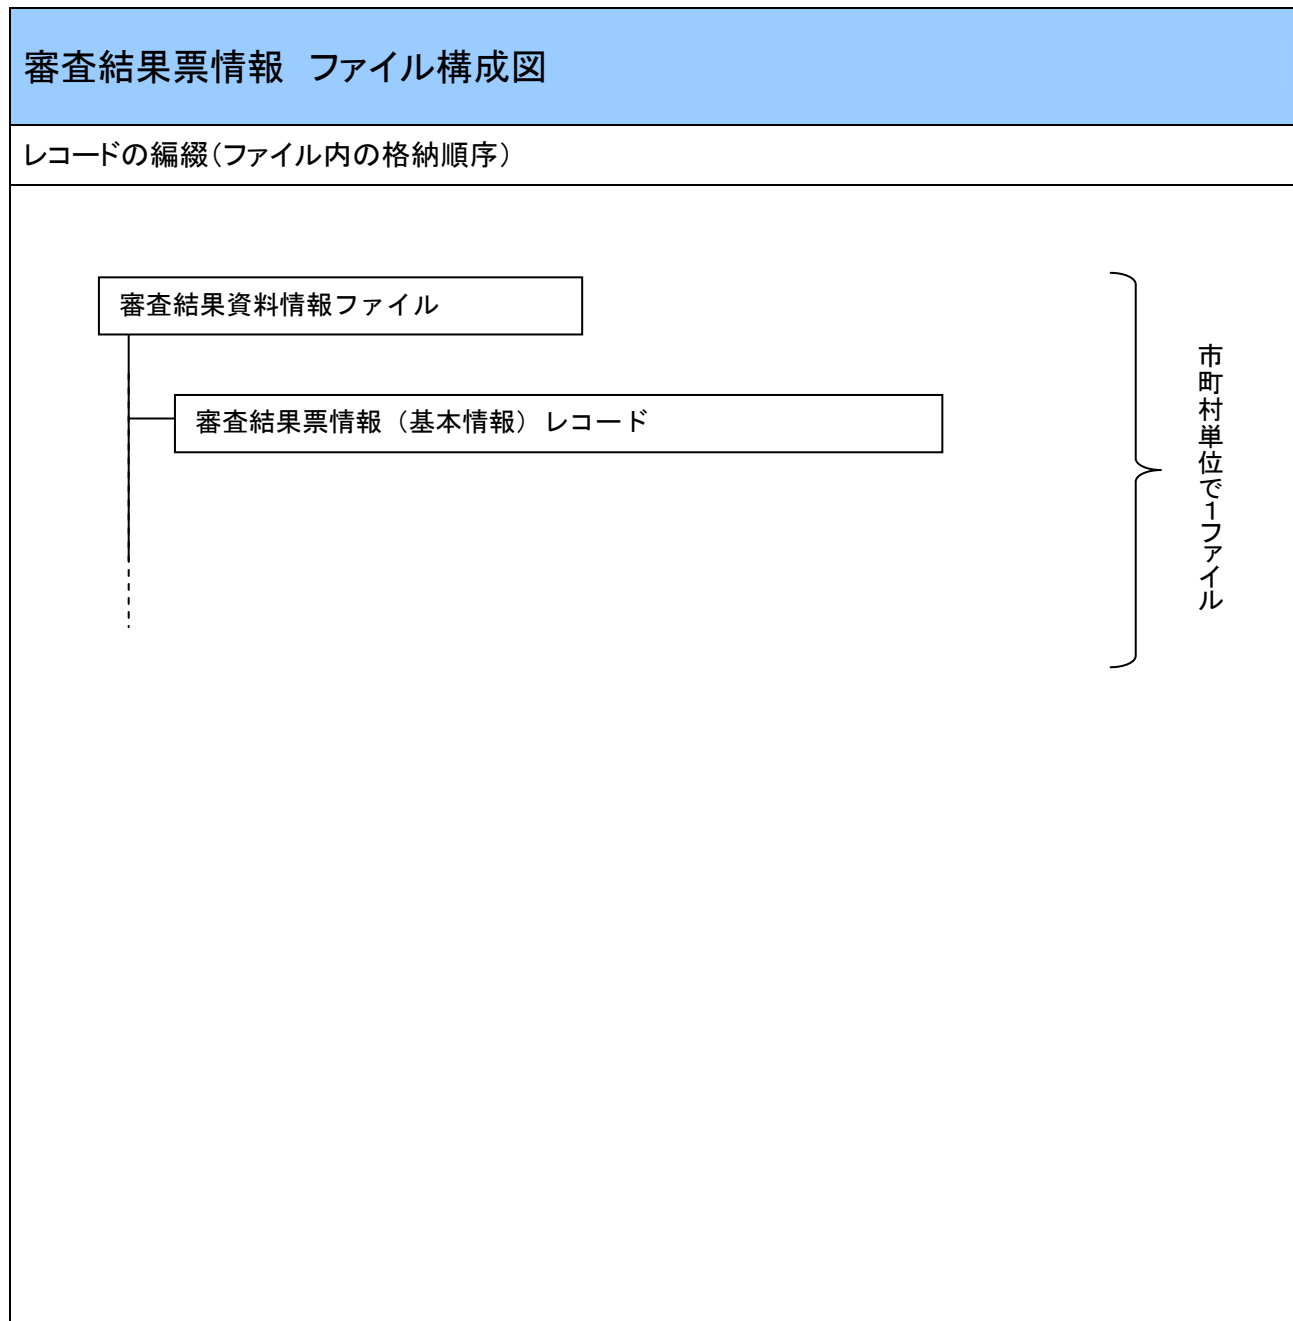 審査結果票情報　ファイル構成図
レコードの編綴（ファイル内の格納順序）
審査結果資料情報ファイル
審査結果票情報（基本情報）レコード
市町村単位で1ファイル